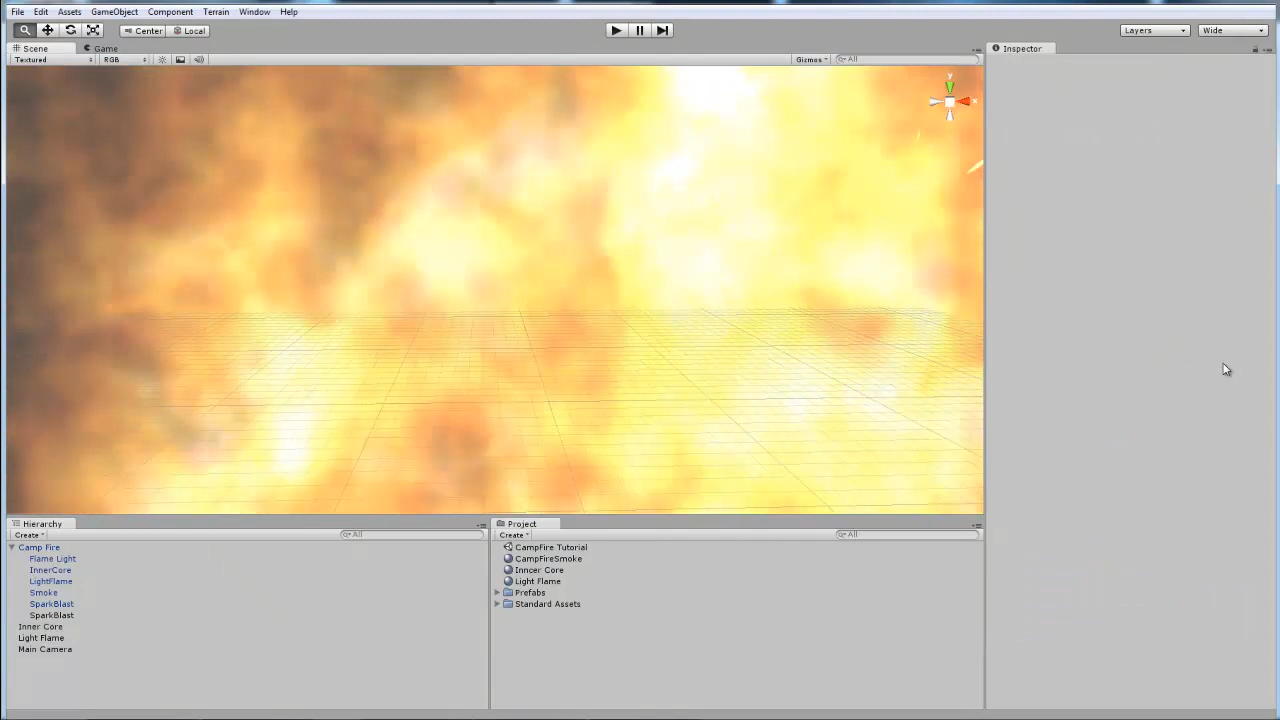 File Edit Assets GameObject Component Terrain Window Help
Center Local Layers Wide
Scene Game Inspector
Textured RGB Gizmos All
y
x
Hierarchy Project
Create All Create All
Camp Fire
Flame Light
InnerCore
LightFlame
Smoke
SparkBlast
SparkBlast
Inner Core
Light Flame
Main Camera
CampFire Tutorial
CampFireSmoke
Inncer Core
Light Flame
Prefabs
Standard Assets